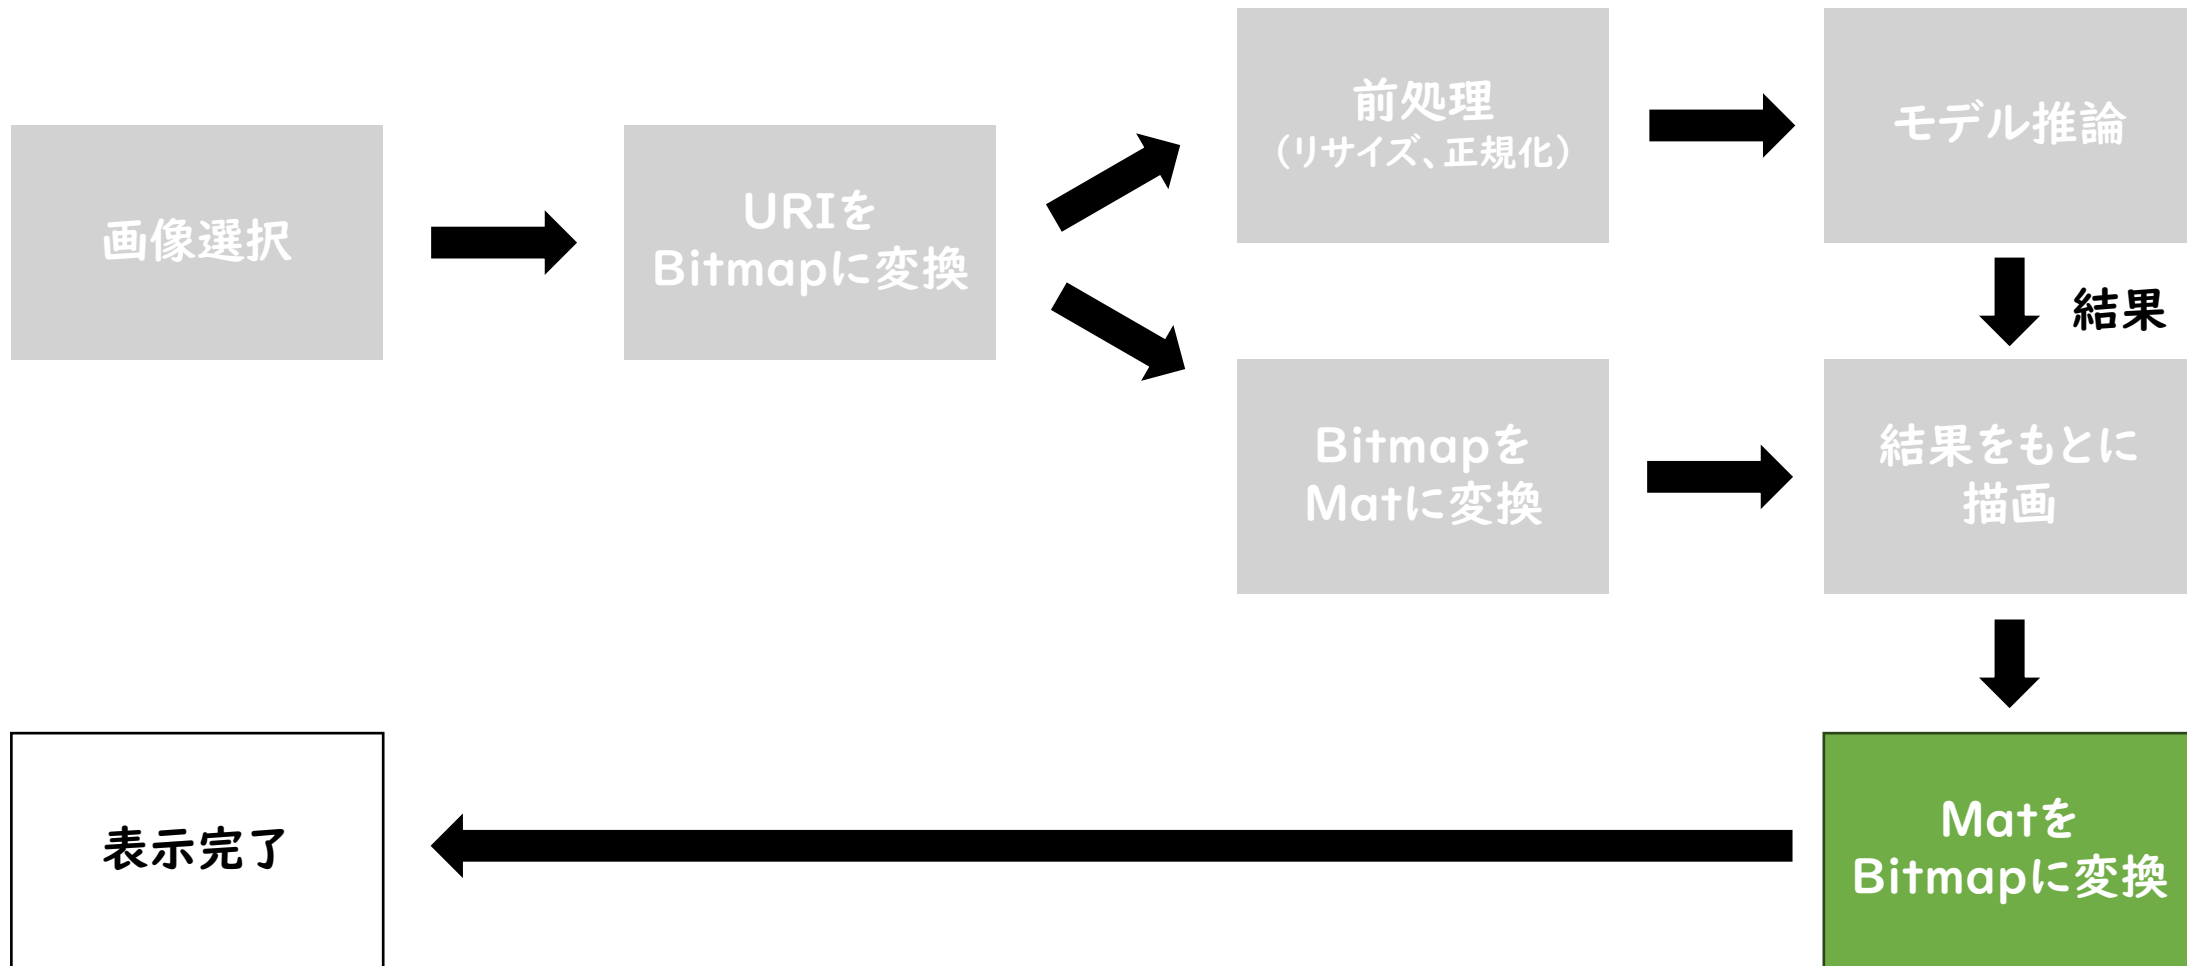 画像選択
URIを
Bitmapに変換
前処理
(リサイズ、正規化)
モデル推論
結果
Bitmapを
Matに変換
結果をもとに
描画
Matを
Bitmapに変換
表示完了